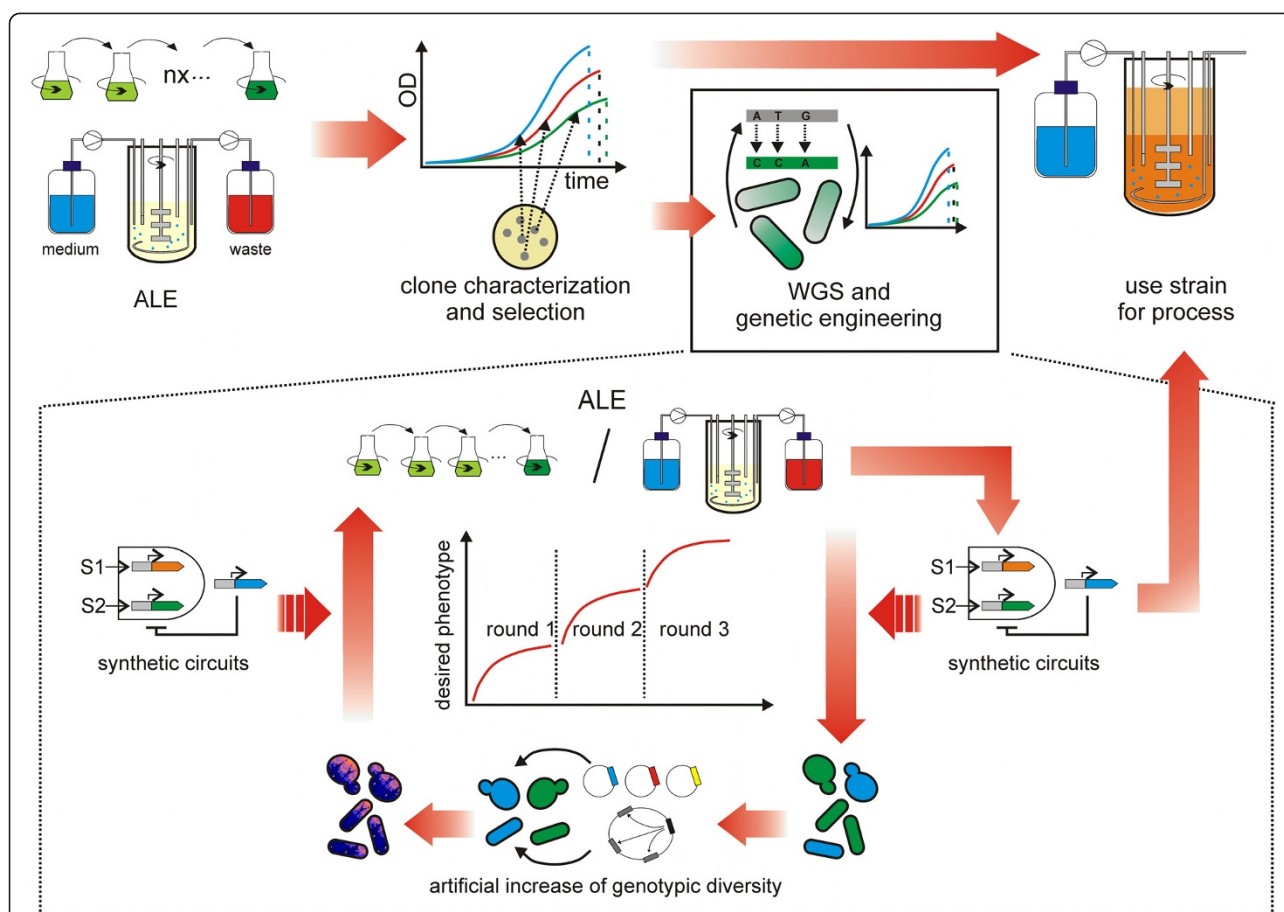 nx...
medium
waste
ALE
OD
time
clone characterization
and selection
A T G
C C A
WGS and
genetic engineering
use strain
for process
ALE
S1
S2
synthetic circuits
desired phenotype
round 1
round 2
round 3
S1
S2
synthetic circuits
artificial increase of genotypic diversity